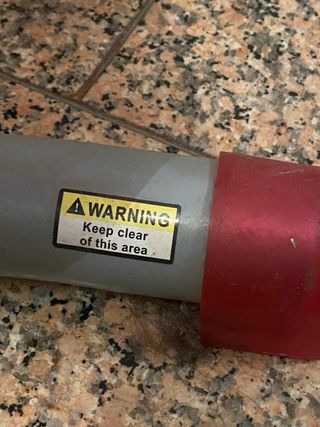 WARNING
Keep clear
of this area